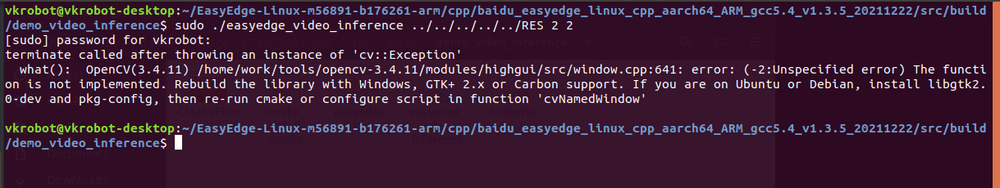 vkrobot@vkrobot-desktop:~/EasyEdge-Linux-m56891-b176261-arm/cpp/baidu_easyedge_linux_cpp_aarch64_ARM_gcc5.4_v1.3.5_20211222/src/build
/demo_video_inference$ sudo ./easyedge_video_inference ../../../../../RES 2 2
[sudo] password for vkrobot:
terminate called after throwing an instance of 'cv::Exception'
  what():  OpenCV(3.4.11) /home/work/tools/opencv-3.4.11/modules/highgui/src/window.cpp:641: error: (-2:Unspecified error) The functi
on is not implemented. Rebuild the library with Windows, GTK+ 2.x or Carbon support. If you are on Ubuntu or Debian, install libgtk2.
0-dev and pkg-config, then re-run cmake or configure script in function 'cvNamedWindow'
vkrobot@vkrobot-desktop:~/EasyEdge-Linux-m56891-b176261-arm/cpp/baidu_easyedge_linux_cpp_aarch64_ARM_gcc5.4_v1.3.5_20211222/src/build
/demo_video_inference$
Documents
Downloads